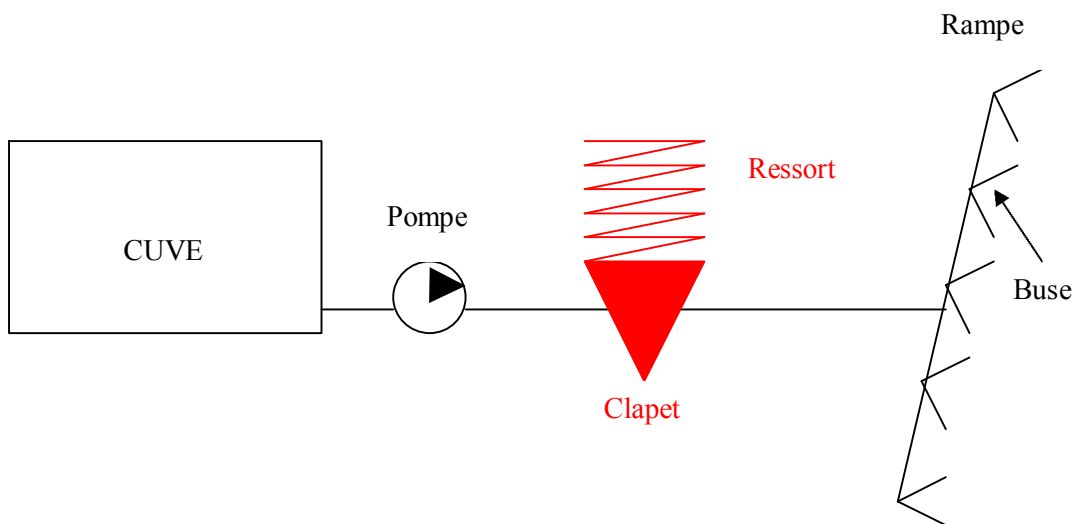 Rampe
Ressort
Pompe
CUVE
Buse
Clapet